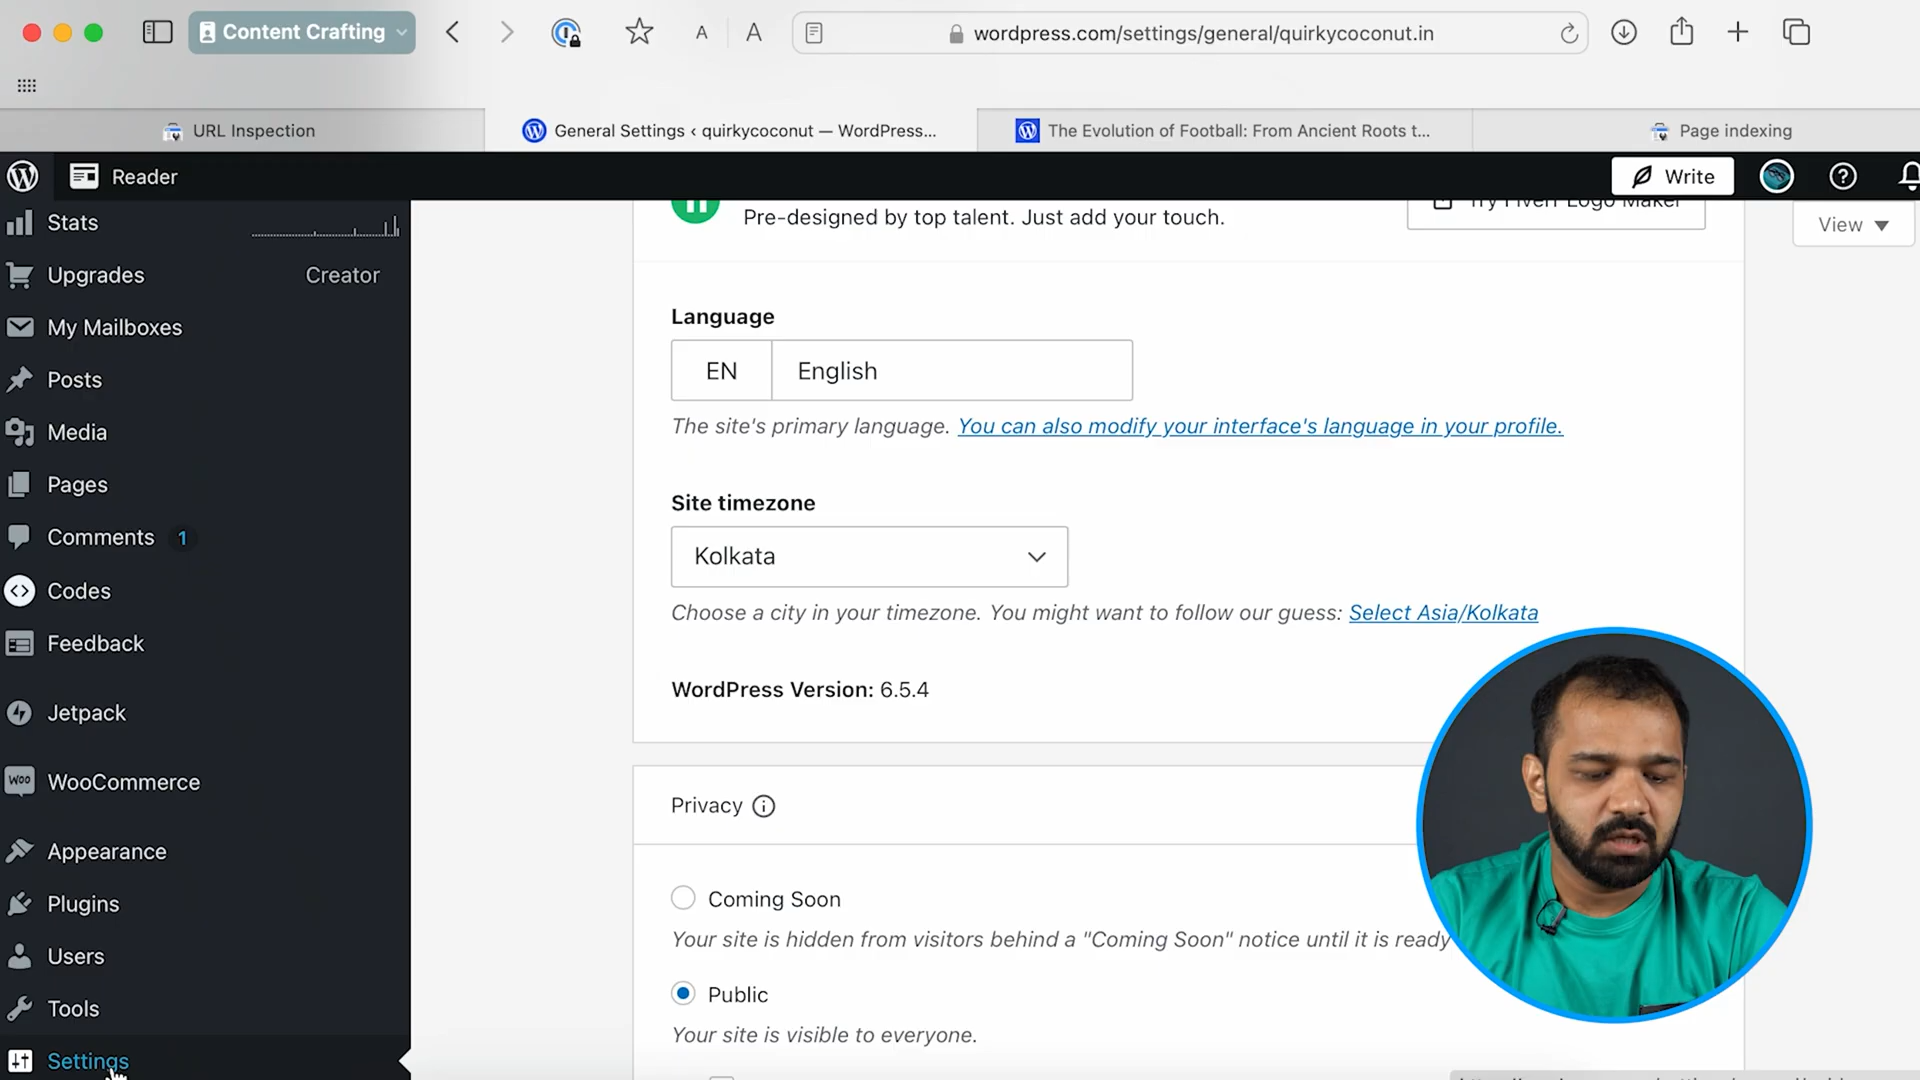 Content Crafting
A
A
wordpress.com/settings/general/quirkycoconut.in
URL Inspection
General Settings ‹ quirkycoconut — WordPress...
The Evolution of Football: From Ancient Roots t...
Page indexing
Reader
Write
Stats
Upgrades
Creator
My Mailboxes
Posts
Media
Pages
Comments 1
Codes
Feedback
Jetpack
WooCommerce
Appearance
Plugins
Users
Tools
Settings
Pre-designed by top talent. Just add your touch.
Try Fiverr Logo Maker
View
Language
EN
English
The site's primary language. You can also modify your interface's language in your profile.
Site timezone
Kolkata
Choose a city in your timezone. You might want to follow our guess: Select Asia/Kolkata
WordPress Version: 6.5.4
Privacy
Coming Soon
Your site is hidden from visitors behind a "Coming Soon" notice until it is ready
Public
Your site is visible to everyone.